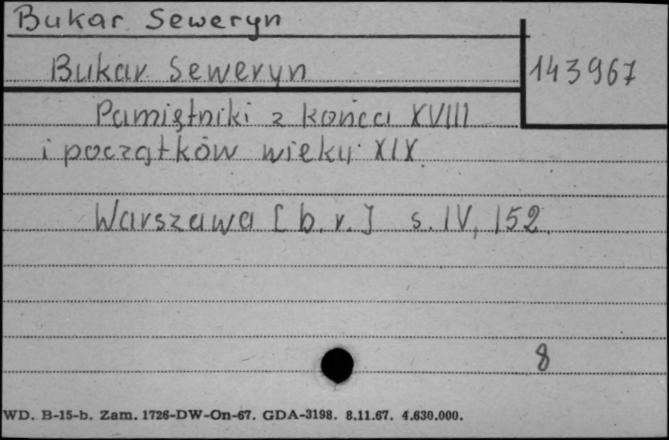 Bukar Seweryn
Bukar Seweryn
143967
Pamiętniki z końca XVIII
i początków wieku XIX
Warszawa [b.r.] s. IV, 152.
8
WD. B-15-b. Zam. 1726-DW-On-67. GDA-3198. 8.11.67. 4.630.000.